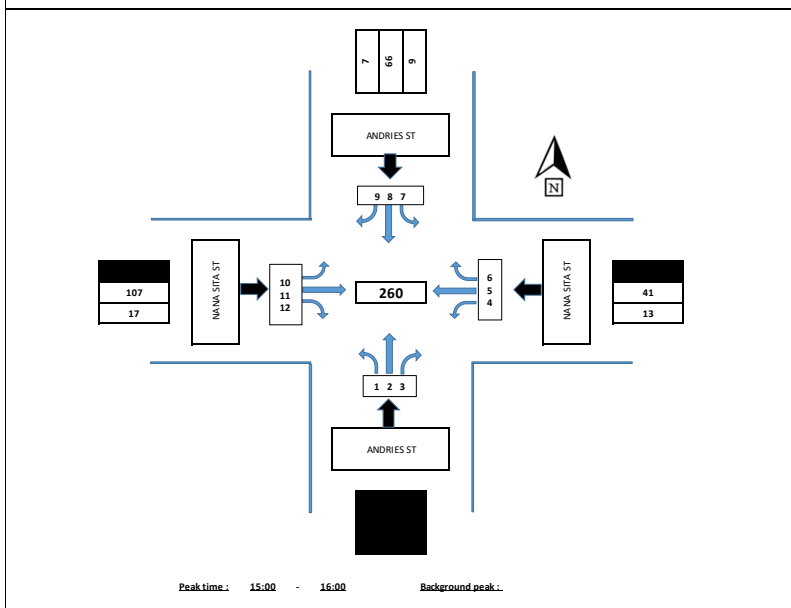 7 66 9
ANDRIES ST
N
9 8 7
NANA SITA ST
107
17
10
11
12
260
6
5
4
NANA SITA ST
41
13
1 2 3
ANDRIES ST
Peak time : 15:00 - 16:00 Background peak :